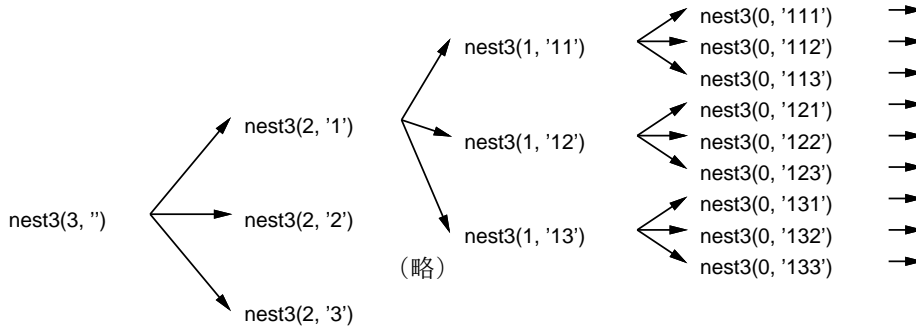 nest3(3, '')
nest3(2, '1')
nest3(2, '2')
nest3(2, '3')
nest3(1, '11')
nest3(1, '12')
nest3(1, '13')
（略）
nest3(0, '111')
nest3(0, '112')
nest3(0, '113')
nest3(0, '121')
nest3(0, '122')
nest3(0, '123')
nest3(0, '131')
nest3(0, '132')
nest3(0, '133')